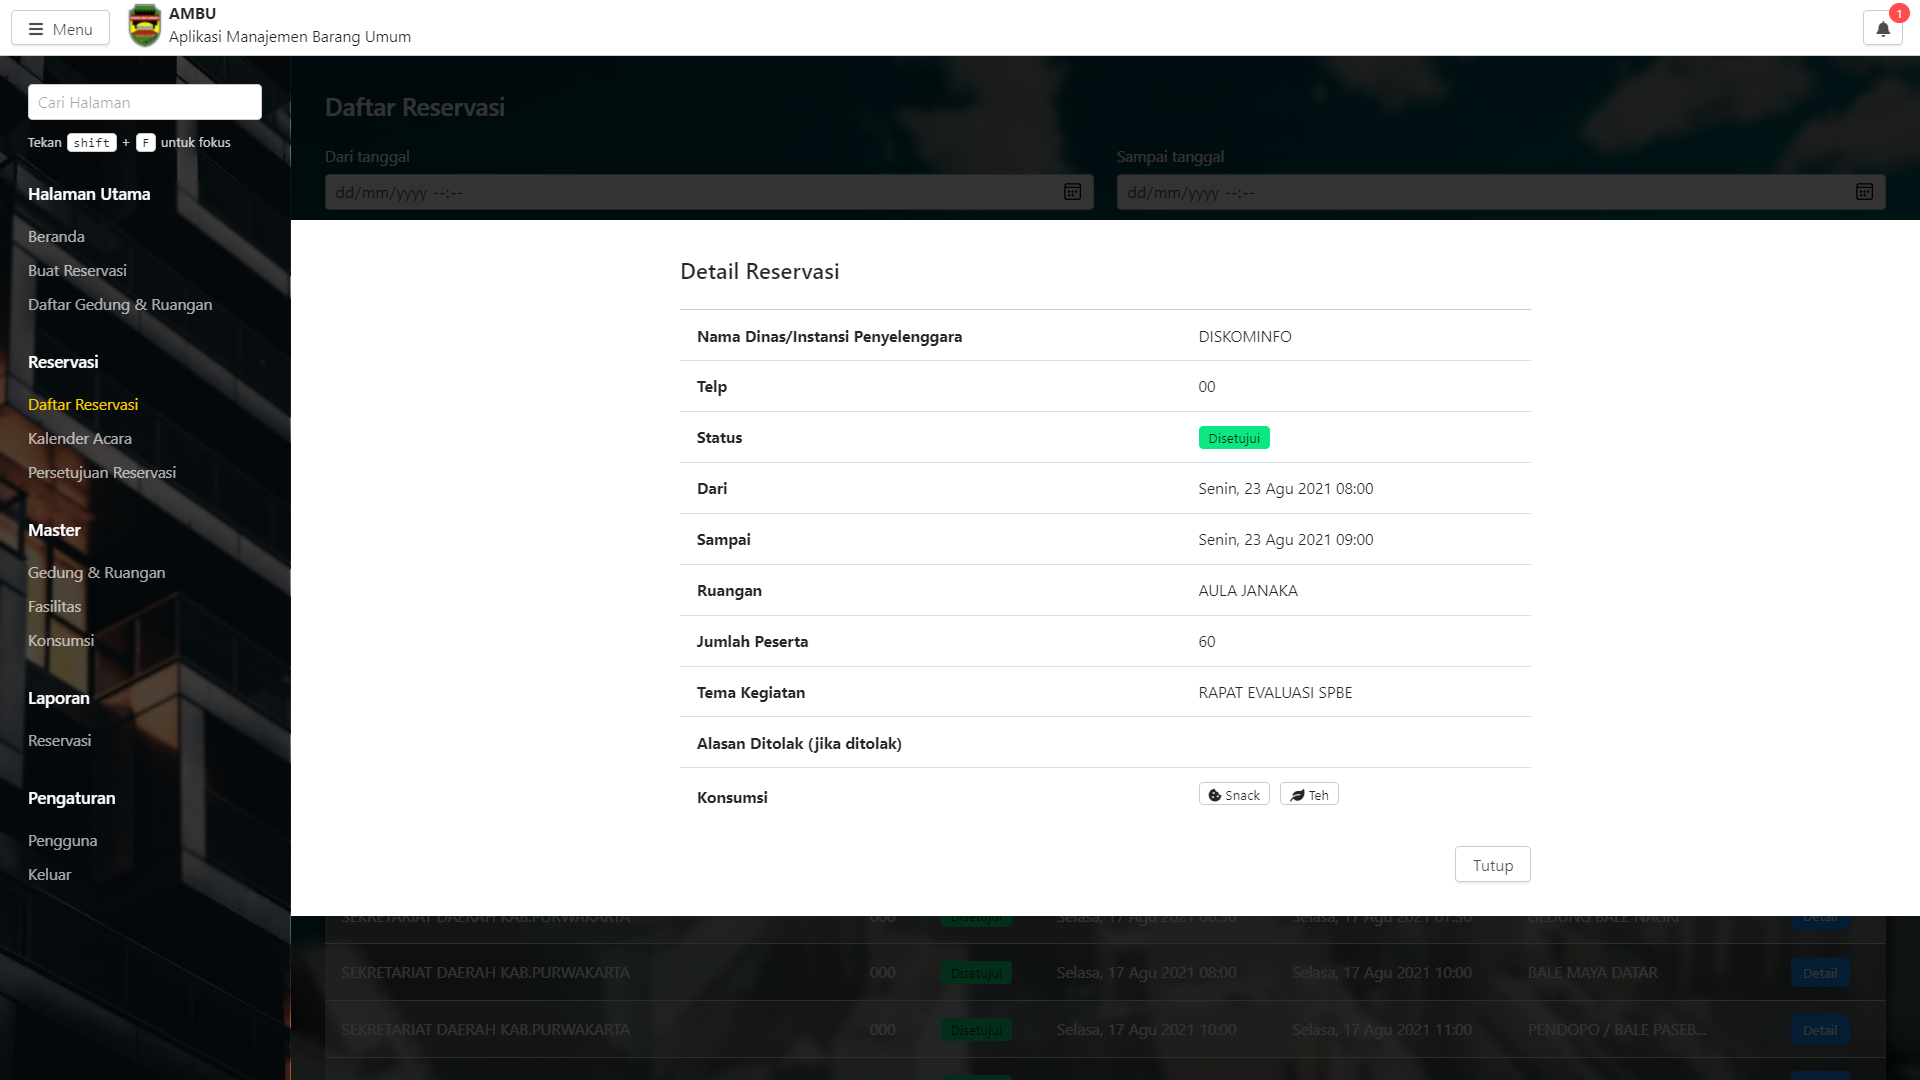 Menu
AMBU
Aplikasi Manajemen Barang Umum
1
Cari Halaman
Tekan shift + F untuk fokus
Halaman Utama
Beranda
Buat Reservasi
Daftar Gedung & Ruangan
Reservasi
Daftar Reservasi
Kalender Acara
Persetujuan Reservasi
Master
Gedung & Ruangan
Fasilitas
Konsumsi
Laporan
Reservasi
Pengaturan
Pengguna
Keluar
Daftar Reservasi
Dari tanggal
Sampai tanggal
dd/mm/yyyy --:--
dd/mm/yyyy --:--
Detail Reservasi
Nama Dinas/Instansi Penyelenggara DISKOMINFO
Telp 00
Status Disetujui
Dari Senin, 23 Agu 2021 08:00
Sampai Senin, 23 Agu 2021 09:00
Ruangan AULA JANAKA
Jumlah Peserta 60
Tema Kegiatan RAPAT EVALUASI SPBE
Alasan Ditolak (jika ditolak)
Konsumsi Snack Teh
Tutup
SEKRETARIAT DAERAH KAB.PURWAKARTA 000 Disetujui Selasa, 17 Agu 2021 06:30 Selasa, 17 Agu 2021 07:30 GEDUNG BALE NAGRI Detail
SEKRETARIAT DAERAH KAB.PURWAKARTA 000 Disetujui Selasa, 17 Agu 2021 08:00 Selasa, 17 Agu 2021 10:00 BALE MAYA DATAR Detail
SEKRETARIAT DAERAH KAB.PURWAKARTA 000 Disetujui Selasa, 17 Agu 2021 10:00 Selasa, 17 Agu 2021 11:00 PENDOPO / BALE PASEB... Detail